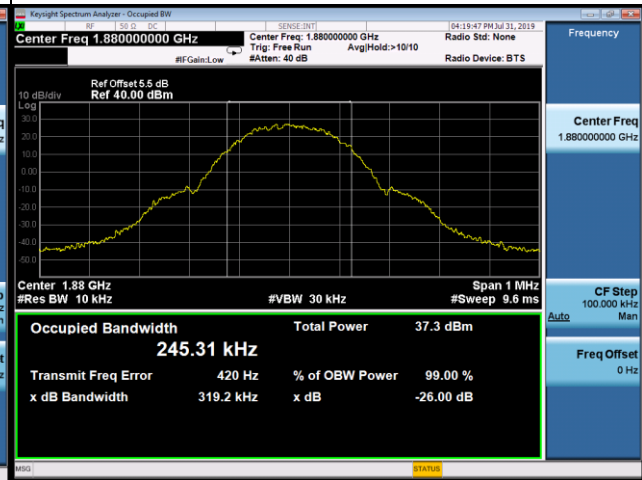 Keysight Spectrum Analyzer - Occupied BW
RF 50 Ω DC SENSE:INT 04:19:47 PM Jul 31, 2019
Center Freq 1.880000000 GHz
Center Freq: 1.880000000 GHz
Radio Std: None
Trig: Free Run Avg|Hold:>10/10
#IFGain:Low #Atten: 40 dB Radio Device: BTS
Frequency
Ref Offset 5.5 dB
10 dB/div Ref 40.00 dBm
Log
30.0
20.0
10.0
0.00
-10.0
-20.0
-30.0
-40.0
-50.0
Center 1.88 GHz Span 1 MHz
#Res BW 10 kHz #VBW 30 kHz #Sweep 9.6 ms
Occupied Bandwidth Total Power 37.3 dBm
245.31 kHz
Transmit Freq Error 420 Hz % of OBW Power 99.00 %
x dB Bandwidth 319.2 kHz x dB -26.00 dB
Center Freq
1.880000000 GHz
CF Step
100.000 kHz
Auto Man
Freq Offset
0 Hz
MSG STATUS